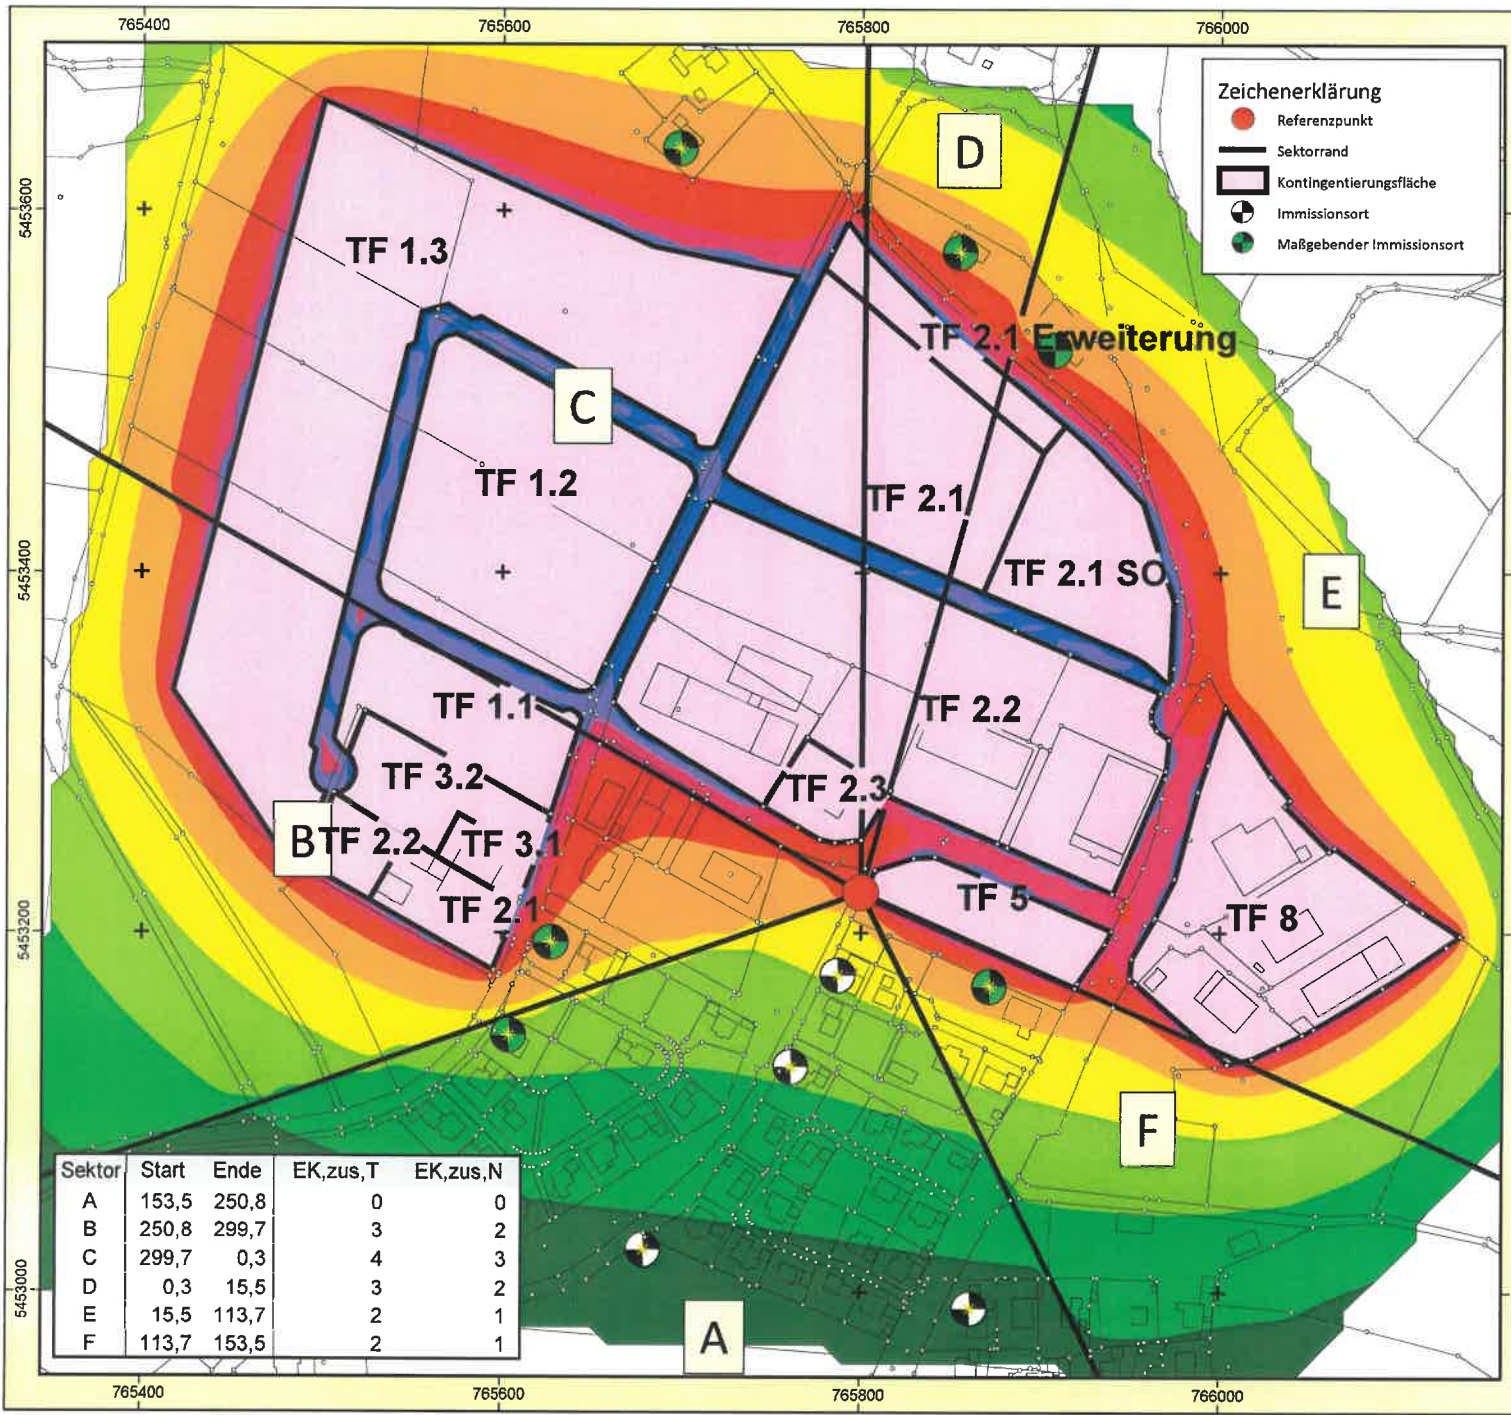 765400 765600 765800 766000
Zeichenerklärung
Referenzpunkt
Sektorrand
Kontingentierungsfläche
Immissionsort
Maßgebender Immissionsort
D
5453600
TF 1.3
TF 2.1 Erweiterung
C
TF 1.2
TF 2.1
5453400
TF 2.1 SO
E
TF 1.1
TF 2.2
TF 3.2
TF 2.3
B
TF 2.2
TF 3.1
TF 5
TF 2.1
TF 8
5453200
F
Sektor Start Ende EK,zus,T EK,zus,N
A 153,5 250,8 0 0
B 250,8 299,7 3 2
C 299,7 0,3 4 3
D 0,3 15,5 3 2
E 15,5 113,7 2 1
F 113,7 153,5 2 1
5453000
A
765400 765600 765800 766000